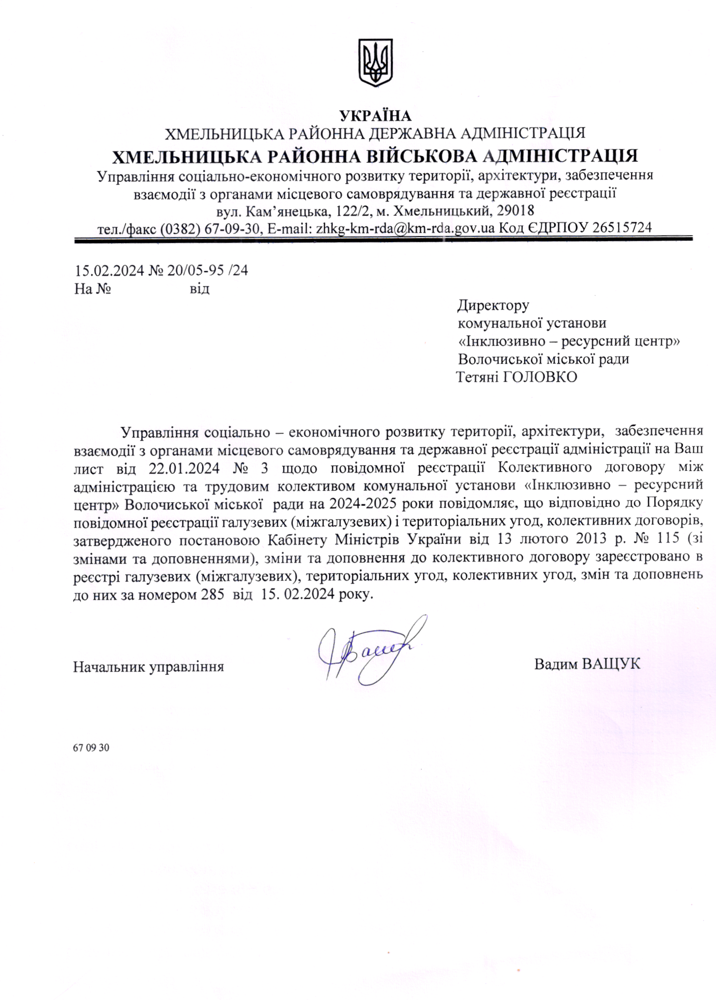 УКРАЇНА
ХМЕЛЬНИЦЬКА РАЙОННА ДЕРЖАВНА АДМІНІСТРАЦІЯ
ХМЕЛЬНИЦЬКА РАЙОННА ВІЙСЬКОВА АДМІНІСТРАЦІЯ
Управління соціально-економічного розвитку території, архітектури, забезпечення
взаємодії з органами місцевого самоврядування та державної реєстрації
вул. Кам’янецька, 122/2, м. Хмельницький, 29018
тел./факс (0382) 67-09-30, E-mail: zhkg-km-rda@km-rda.gov.ua Код ЄДРПОУ 26515724
15.02.2024 № 20/05-95 /24
На № від
Директору
комунальної установи
«Інклюзивно – ресурсний центр»
Волочиської міської ради
Тетяні ГОЛОВКО
Управління соціально – економічного розвитку території, архітектури, забезпечення
взаємодії з органами місцевого самоврядування та державної реєстрації адміністрації на Ваш
лист від 22.01.2024 № 3 щодо повідомної реєстрації Колективного договору між
адміністрацією та трудовим колективом комунальної установи «Інклюзивно – ресурсний
центр» Волочиської міської ради на 2024-2025 роки повідомляє, що відповідно до Порядку
повідомної реєстрації галузевих (міжгалузевих) і територіальних угод, колективних договорів,
затвердженого постановою Кабінету Міністрів України від 13 лютого 2013 р. № 115 (зі
змінами та доповненнями), зміни та доповнення до колективного договору зареєстровано в
реєстрі галузевих (міжгалузевих), територіальних угод, колективних угод, змін та доповнень
до них за номером 285 від 15. 02.2024 року.
Начальник управління Вадим ВАЩУК
67 09 30